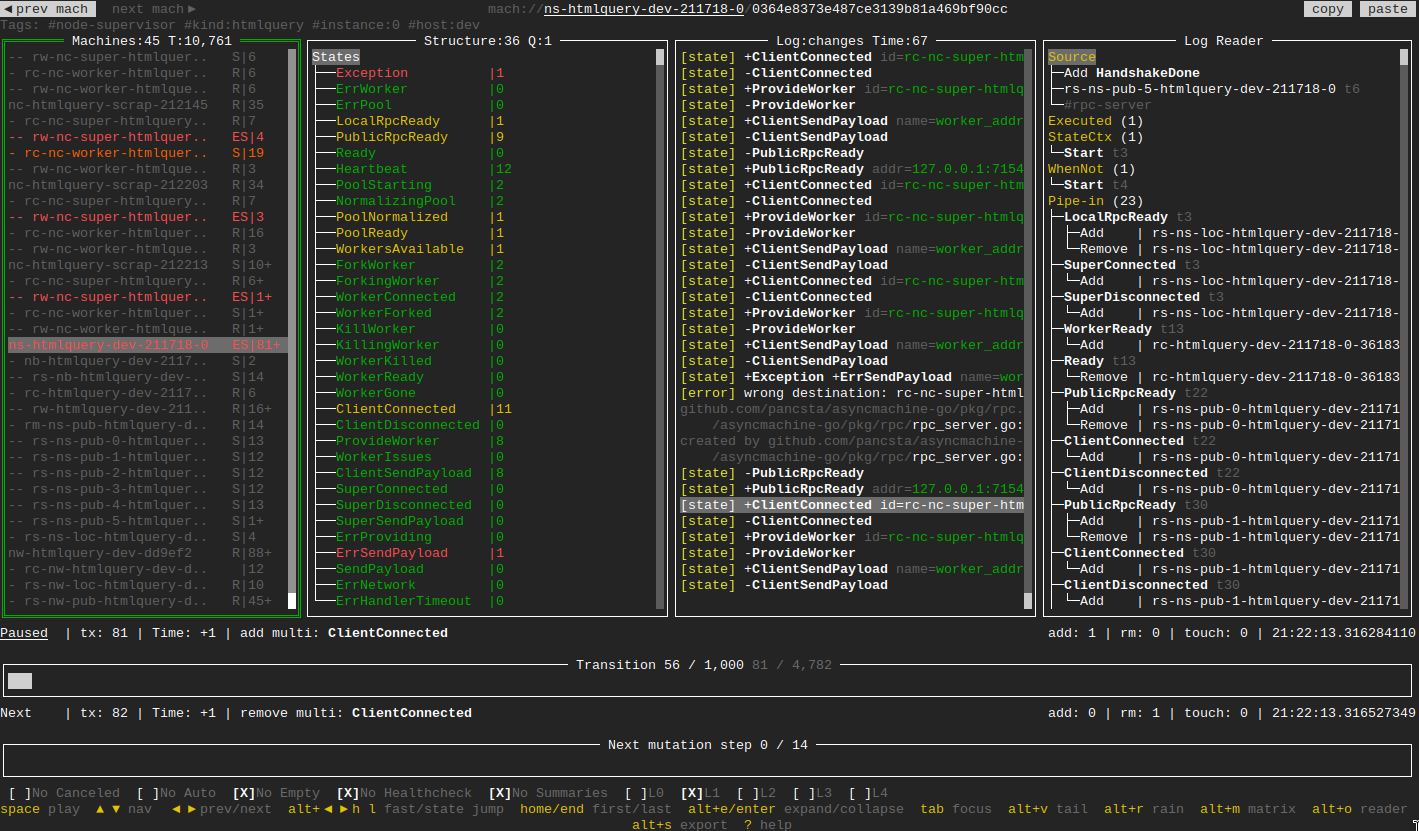 ◄prev mach  next mach►  mach://ns-htmlquery-dev-211718-0/0364e8373e487ce3139b81a469bf90cc  copy  paste
Tags: #node-supervisor #kind:htmlquery #instance:0 #host:dev
Machines:45 T:10,761
-- rw-nc-super-htmlquer..   S|6
- rc-nc-worker-htmlquer..   R|6
-- rw-nc-worker-htmlque..   R|6
nc-htmlquery-scrap-212145   R|35
- rc-nc-super-htmlquery..   R|7
-- rw-nc-super-htmlquer..   ES|4
- rc-nc-worker-htmlquer..   S|19
-- rw-nc-worker-htmlque..   R|3
nc-htmlquery-scrap-212203   R|34
- rc-nc-super-htmlquery..   R|7
-- rw-nc-super-htmlquer..   ES|3
- rc-nc-worker-htmlquer..   R|16
-- rw-nc-worker-htmlque..   R|3
nc-htmlquery-scrap-212213   S|10+
- rc-nc-super-htmlquery..   R|6+
-- rw-nc-super-htmlquer..   ES|1+
- rc-nc-worker-htmlquer..   S|1+
-- rw-nc-worker-htmlque..   R|1+
ns-htmlquery-dev-211718-0   ES|81+
- nb-htmlquery-dev-2117..   S|2
-- rs-nb-htmlquery-dev-..   S|14
- rc-htmlquery-dev-2117..   R|6
-- rw-htmlquery-dev-211..   R|16+
- rm-ns-pub-htmlquery-d..   R|14
-- rs-ns-pub-0-htmlquer..   S|13
-- rs-ns-pub-1-htmlquer..   S|12
-- rs-ns-pub-2-htmlquer..   S|12
-- rs-ns-pub-3-htmlquer..   S|12
-- rs-ns-pub-4-htmlquer..   S|13
-- rs-ns-pub-5-htmlquer..   S|1+
- rs-ns-loc-htmlquery-d..   S|4
nw-htmlquery-dev-dd9ef2   R|88+
- rc-nw-htmlquery-dev-d..    |12
- rs-nw-loc-htmlquery-d..   R|10
- rs-nw-pub-htmlquery-d..   R|45+
Structure:36 Q:1
States
Exception          |1
ErrWorker          |0
ErrPool            |0
LocalRpcReady      |1
PublicRpcReady     |9
Ready              |0
Heartbeat          |12
PoolStarting       |2
NormalizingPool    |2
PoolNormalized     |1
PoolReady          |1
WorkersAvailable   |1
ForkWorker         |2
ForkingWorker      |2
WorkerConnected    |2
WorkerForked       |2
KillWorker         |0
KillingWorker      |0
WorkerKilled       |0
WorkerReady        |0
WorkerGone         |0
ClientConnected    |11
ClientDisconnected |0
ProvideWorker      |8
WorkerIssues       |0
ClientSendPayload  |8
SuperConnected     |0
SuperDisconnected  |0
SuperSendPayload   |0
ErrProviding       |0
ErrSendPayload     |1
SendPayload        |0
ErrNetwork         |0
ErrHandlerTimeout  |0
Log:changes Time:67
[state] +ClientConnected id=rc-nc-super-htm
[state] -ClientConnected
[state] +ProvideWorker id=rc-nc-super-htmlq
[state] -ProvideWorker
[state] +ClientSendPayload name=worker_addr
[state] -ClientSendPayload
[state] -PublicRpcReady
[state] +PublicRpcReady addr=127.0.0.1:7154
[state] +ClientConnected id=rc-nc-super-htm
[state] -ClientConnected
[state] +ProvideWorker id=rc-nc-super-htmlq
[state] -ProvideWorker
[state] +ClientSendPayload name=worker_addr
[state] -ClientSendPayload
[state] +ClientConnected id=rc-nc-super-htm
[state] -ClientConnected
[state] +ProvideWorker id=rc-nc-super-htmlq
[state] -ProvideWorker
[state] +ClientSendPayload name=worker_addr
[state] -ClientSendPayload
[state] +Exception +ErrSendPayload name=wor
[error] wrong destination: rc-nc-super-html
github.com/pancsta/asyncmachine-go/pkg/rpc.
/asyncmachine-go/pkg/rpc/rpc_server.go:
created by github.com/pancsta/asyncmachine-
/asyncmachine-go/pkg/rpc/rpc_server.go:
[state] -PublicRpcReady
[state] +PublicRpcReady addr=127.0.0.1:7154
[state] +ClientConnected id=rc-nc-super-htm
[state] -ClientConnected
[state] +ProvideWorker id=rc-nc-super-htmlq
[state] -ProvideWorker
[state] +ClientSendPayload name=worker_addr
[state] -ClientSendPayload
Log Reader
Source
Add HandshakeDone
rs-ns-pub-5-htmlquery-dev-211718-0 t6
#rpc-server
Executed (1)
StateCtx (1)
Start t3
WhenNot (1)
Start t4
Pipe-in (23)
LocalRpcReady t3
Add    | rs-ns-loc-htmlquery-dev-211718-
Remove | rs-ns-loc-htmlquery-dev-211718-
SuperConnected t3
Add    | rs-ns-loc-htmlquery-dev-211718-
SuperDisconnected t3
Add    | rs-ns-loc-htmlquery-dev-211718-
WorkerReady t13
Add    | rc-htmlquery-dev-211718-0-36183
Ready t13
Remove | rc-htmlquery-dev-211718-0-36183
PublicRpcReady t22
Add    | rs-ns-pub-0-htmlquery-dev-21171
Remove | rs-ns-pub-0-htmlquery-dev-21171
ClientConnected t22
Add    | rs-ns-pub-0-htmlquery-dev-21171
ClientDisconnected t22
Add    | rs-ns-pub-0-htmlquery-dev-21171
PublicRpcReady t30
Add    | rs-ns-pub-1-htmlquery-dev-21171
Remove | rs-ns-pub-1-htmlquery-dev-21171
ClientConnected t30
Add    | rs-ns-pub-1-htmlquery-dev-21171
ClientDisconnected t30
Add    | rs-ns-pub-1-htmlquery-dev-21171
Paused  | tx: 81 | Time: +1 | add multi: ClientConnected  add: 1 | rm: 0 | touch: 0 | 21:22:13.316284110
Transition 56 / 1,000 81 / 4,782
Next    | tx: 82 | Time: +1 | remove multi: ClientConnected  add: 0 | rm: 1 | touch: 0 | 21:22:13.316527349
Next mutation step 0 / 14
[ ]No Canceled  [ ]No Auto  [X]No Empty  [X]No Healthcheck  [X]No Summaries  [ ]L0  [X]L1  [ ]L2  [ ]L3  [ ]L4
space play  ▲ ▼ nav  ◄ ►prev/next  alt+◄ ►h l fast/state jump  home/end first/last  alt+e/enter expand/collapse  tab focus  alt+v tail  alt+r rain  alt+m matrix  alt+o reader
alt+s export  ? help